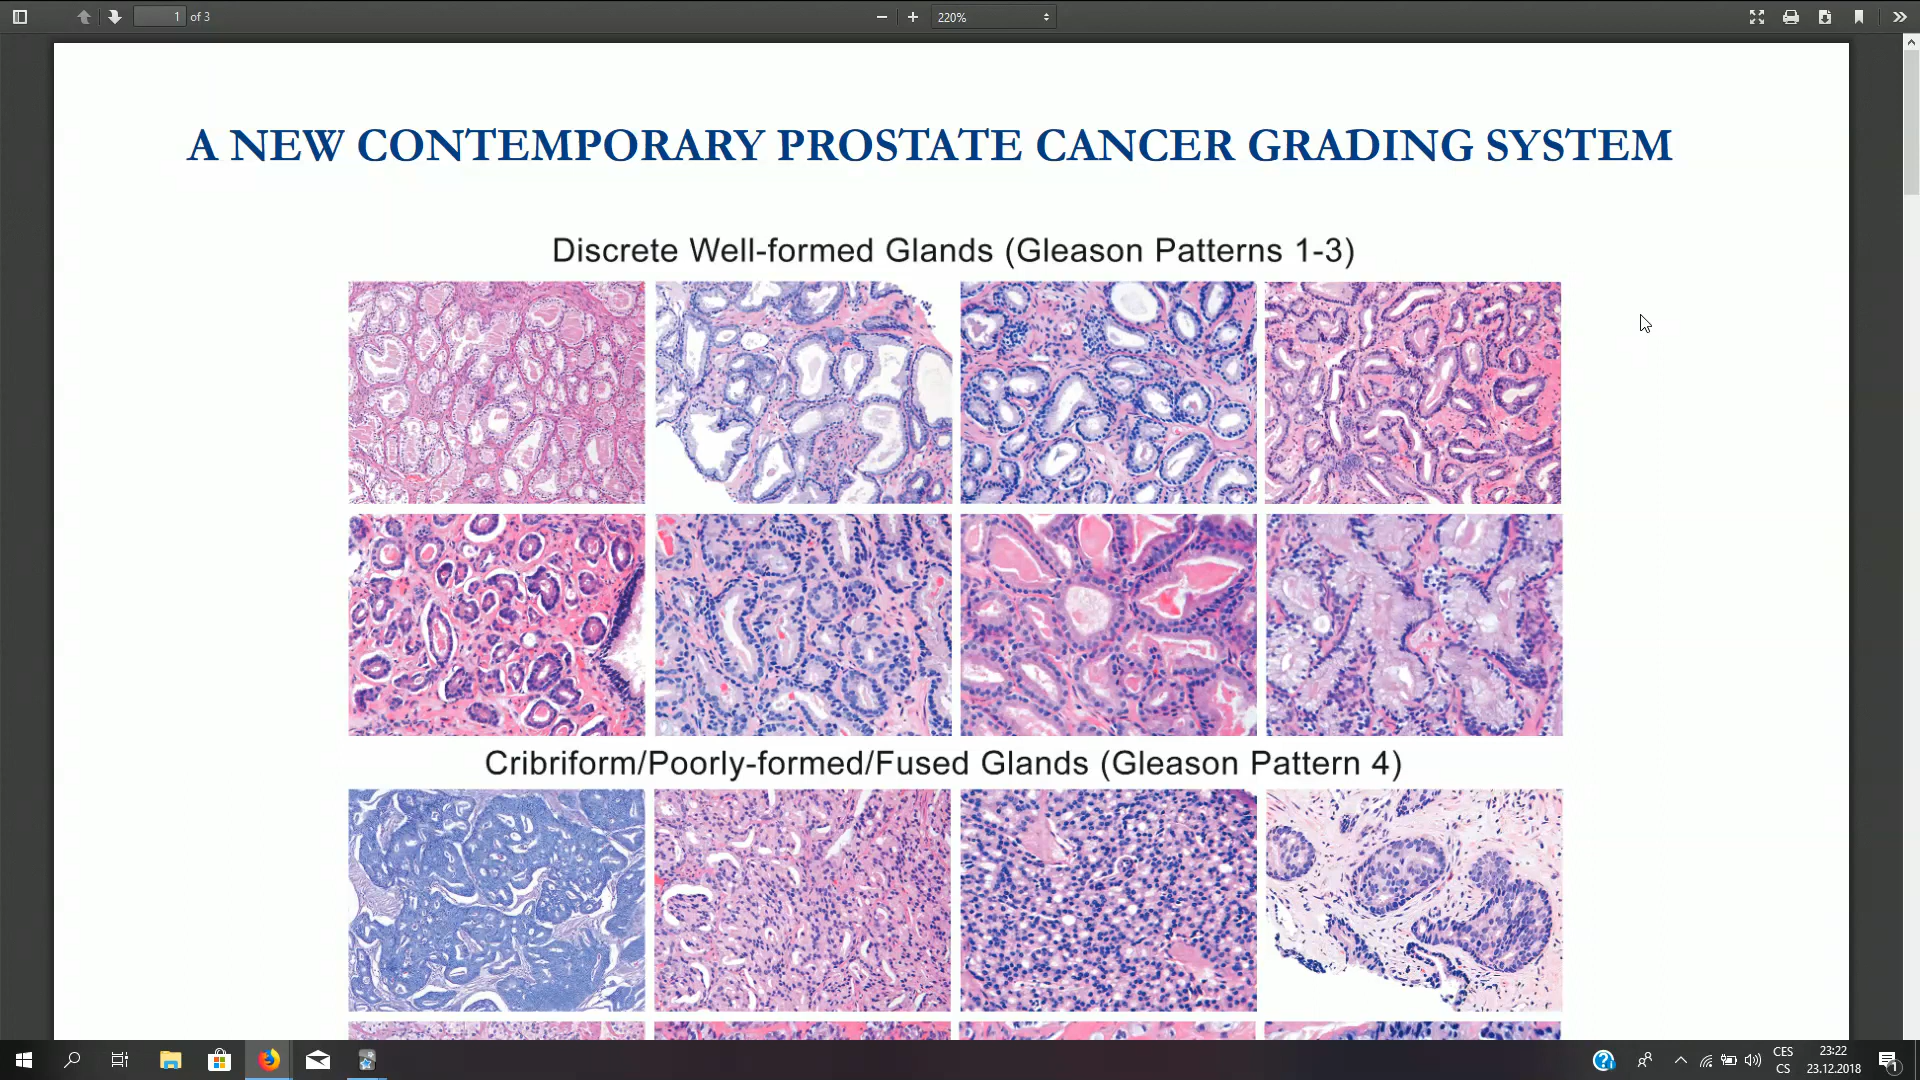 1 of 3
220%
A NEW CONTEMPORARY PROSTATE CANCER GRADING SYSTEM
Discrete Well-formed Glands (Gleason Patterns 1-3)
Cribriform/Poorly-formed/Fused Glands (Gleason Pattern 4)
CES
CS
23:22
23.12.2018
1